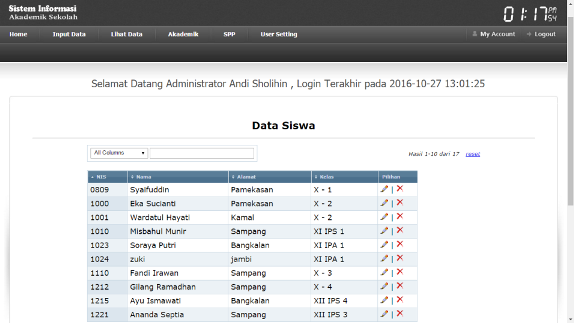 Sistem Informasi
Akademik Sekolah
01:17 PM 54
Home Input Data Lihat Data Akademik SPP User Setting My Account Logout
Selamat Datang Administrator Andi Sholihin , Login Terakhir pada 2016-10-27 13:01:25
Data Siswa
All Columns
Hasil 1-10 dari 17 reset
NIS Nama Alamat Kelas Pilihan
0809 Syaifuddin Pamekasan X - 1 |
1000 Eka Sucianti Pamekasan X - 2 |
1001 Wardatul Hayati Kamal X - 2 |
1010 Misbahul Munir Sampang XI IPS 1 |
1023 Soraya Putri Bangkalan XI IPA 1 |
1024 zuki jambi XI IPA 1 |
1110 Fandi Irawan Sampang X - 3 |
1212 Gilang Ramadhan Sampang X - 4 |
1215 Ayu Ismawati Bangkalan XII IPS 4 |
1221 Ananda Septia Sampang XII IPS 3 |